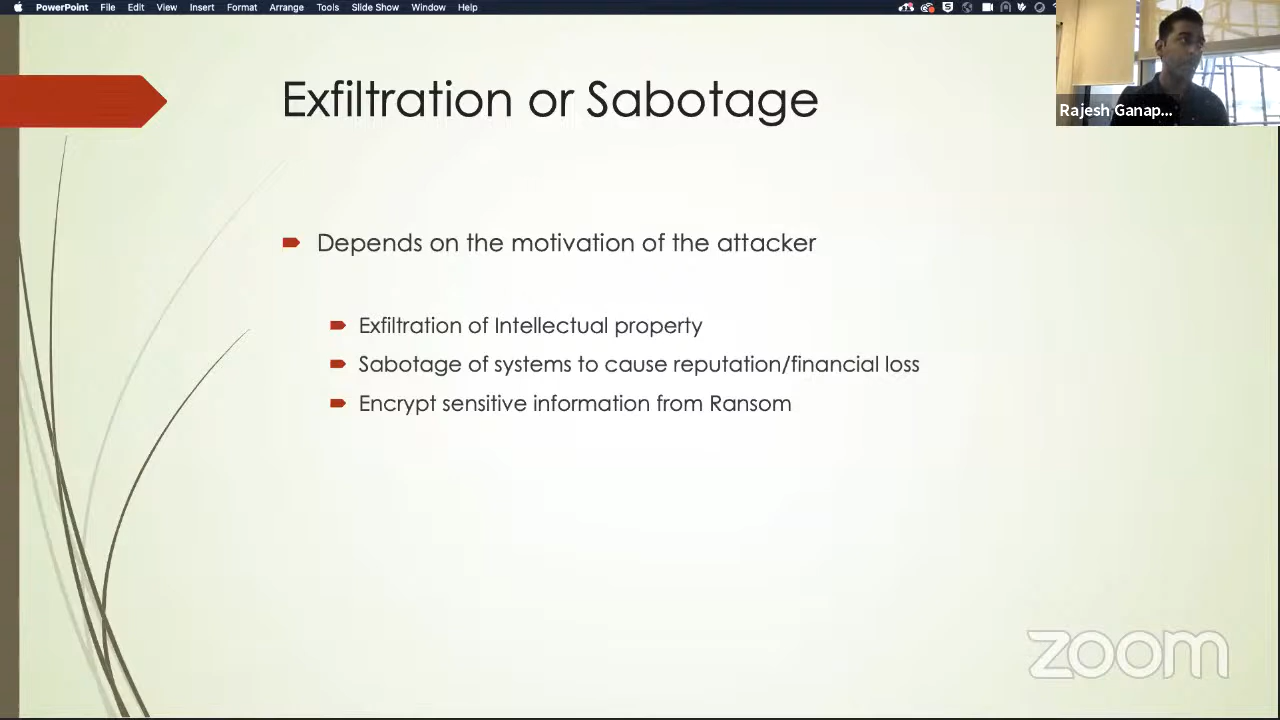 PowerPoint File Edit View Insert Format Arrange Tools Slide Show Window Help
Exfiltration or Sabotage
Rajesh Ganap...
Depends on the motivation of the attacker
Exfiltration of Intellectual property
Sabotage of systems to cause reputation/financial loss
Encrypt sensitive information from Ransom
zoom